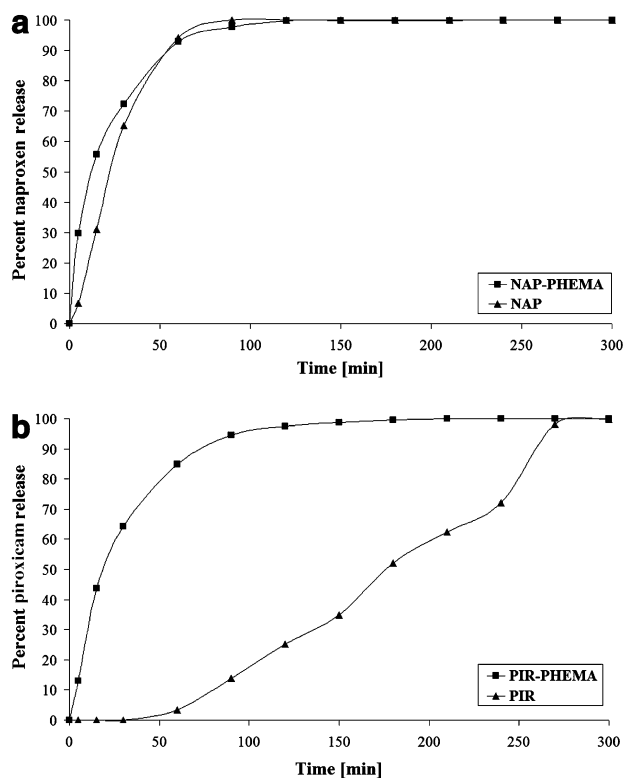 a
Percent naproxen release
100
90
80
70
60
50
40
30
20
10
0
0 50 100 150 200 250 300
Time [min]
NAP-PHEMA
NAP
b
Percent piroxicam release
100
90
80
70
60
50
40
30
20
10
0
0 50 100 150 200 250 300
Time [min]
PIR-PHEMA
PIR